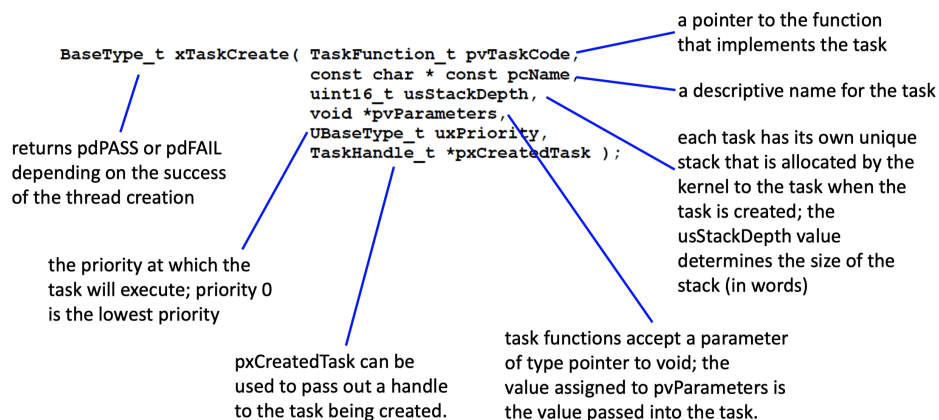 BaseType_t xTaskCreate( TaskFunction_t pvTaskCode,
const char * const pcName,
uint16_t usStackDepth,
void *pvParameters,
UBaseType_t uxPriority,
TaskHandle_t *pxCreatedTask );
a pointer to the function
that implements the task
a descriptive name for the task
each task has its own unique
stack that is allocated by the
kernel to the task when the
task is created; the
usStackDepth value
determines the size of the
stack (in words)
returns pdPASS or pdFAIL
depending on the success
of the thread creation
the priority at which the
task will execute; priority 0
is the lowest priority
pxCreatedTask can be
used to pass out a handle
to the task being created.
task functions accept a parameter
of type pointer to void; the
value assigned to pvParameters is
the value passed into the task.